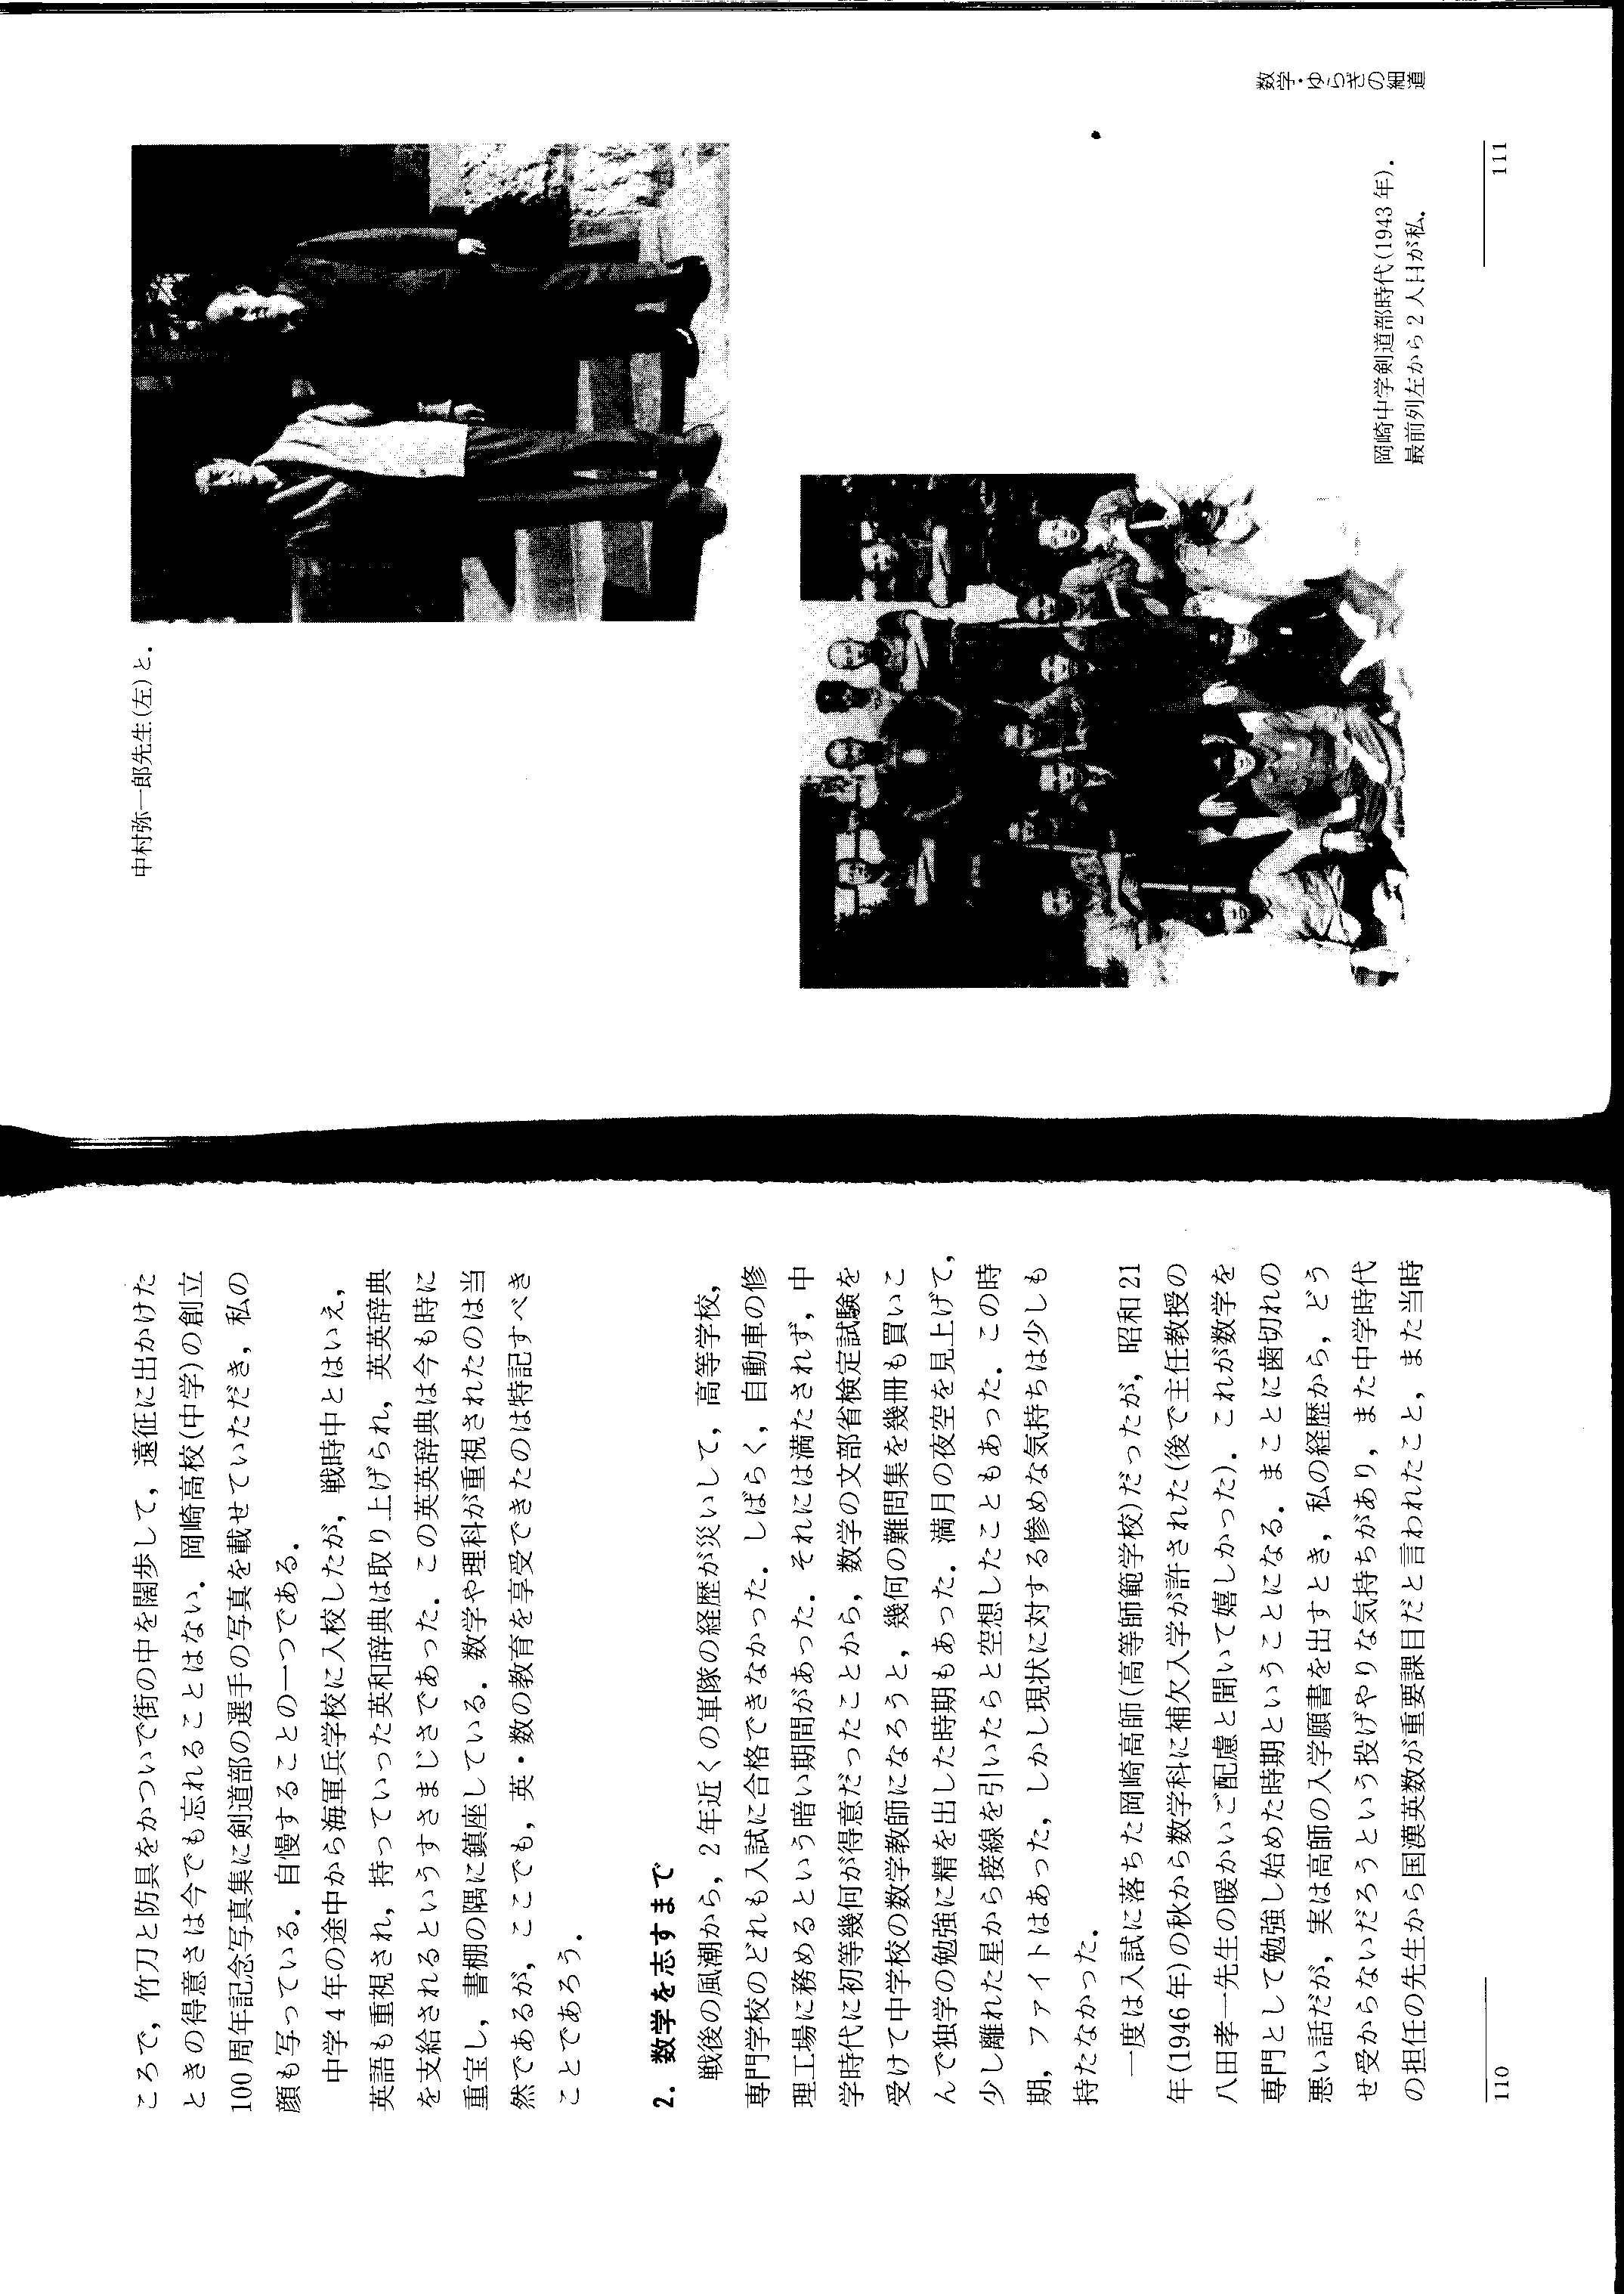 ころで，竹刀と防具をかついで街の中を闊歩して，遠征に出かけた
ときの得意さは今でも忘れることはない．岡崎高校(中学)の創立
100周年記念写真集に剣道部の選手の写真を載せていただき，私の
顔も写っている．自慢することの一つである．
中学4年の途中から海軍兵学校に入校したが，戦時中とはいえ，
英語も重視され，持っていった英和辞典は取り上げられ，英英辞典
を支給されるというすさまじさであった．この英英辞典は今も時に
重宝し，書棚の隅に鎮座している．数学や理科が重視されたのは当
然であるが，ここでも，英・数の教育を享受できたのは特記すべき
ことであろう．
2．数学を志すまで
戦後の風潮から，2年近くの軍隊の経歴が災いして，高等学校，
専門学校のどれも入試に合格できなかった．しばらく，自動車の修
理工場に務めるという暗い期間があった．それには満たされず，中
学時代に初等幾何が得意だったことから，数学の文部省検定試験を
受けて中学校の数学教師になろうと，幾何の難問集を幾冊も買いこ
んで独学の勉強に精を出した時期もあった．満月の夜空を見上げて，
少し離れた星から接線を引いたらと空想したこともあった．この時
期，ファイトはあった，しかし現状に対する惨めな気持ちは少しも
持たなかった．
一度は入試に落ちた岡崎高師(高等師範学校)だったが，昭和21
年(1946年)の秋から数学科に補欠入学が許された(後で主任教授の
八田孝一先生の暖かいご配慮と聞いて嬉しかった)．これが数学を
専門として勉強し始めた時期ということになる．まことに歯切れの
悪い話だが，実は高師の入学願書を出すとき，私の経歴から，どう
せ受からないだろうという投げやりな気持ちがあり，また中学時代
の担任の先生から国漢英数が重要課目だと言われたこと，また当時
110
中村弥一郎先生(左)と．
岡崎中学剣道部時代(1943年)．
最前列左から2人目が私．
数学・ゆらぎの細道
111